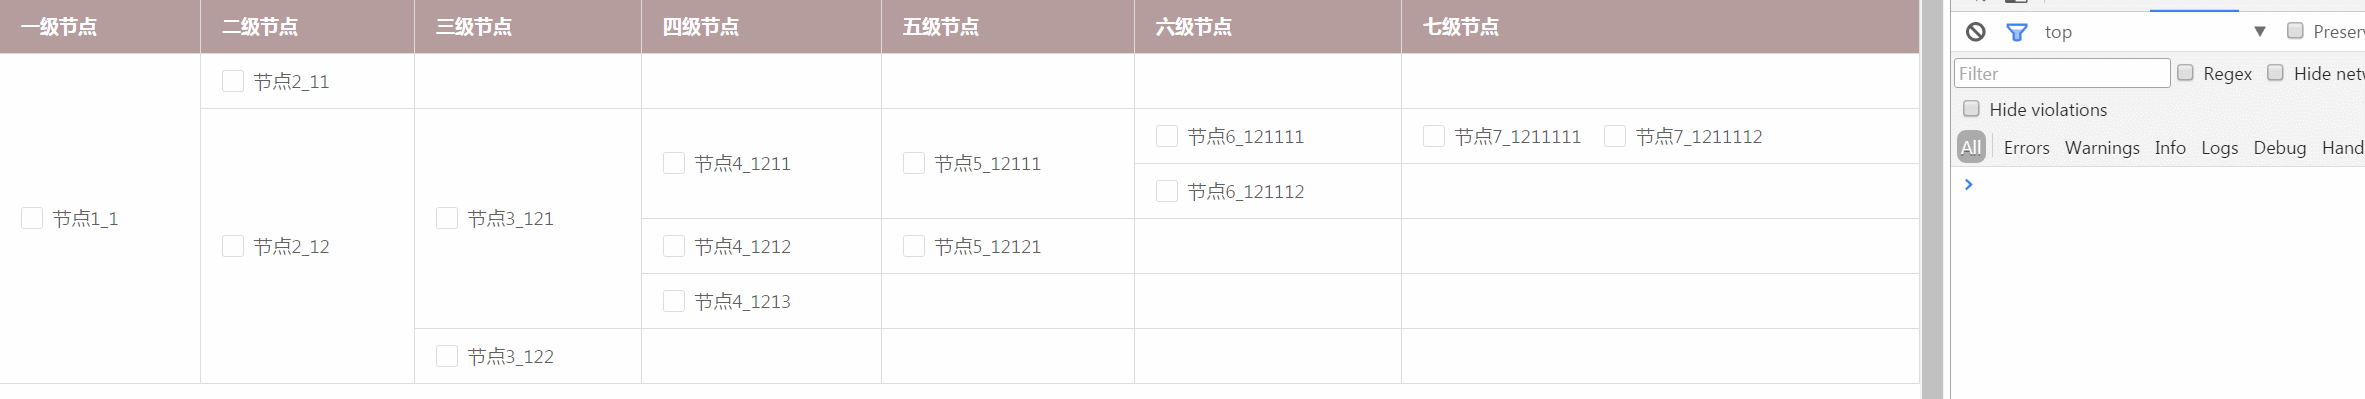 一级节点 二级节点 三级节点 四级节点 五级节点 六级节点 七级节点
节点2_11
节点6_121111 节点7_1211111 节点7_1211112
节点4_1211 节点5_12111
节点6_121112
节点1_1 节点3_121
节点2_12 节点4_1212 节点5_12121
节点4_1213
节点3_122
top Preserv
Filter Regex Hide netw
Hide violations
All Errors Warnings Info Logs Debug Hand